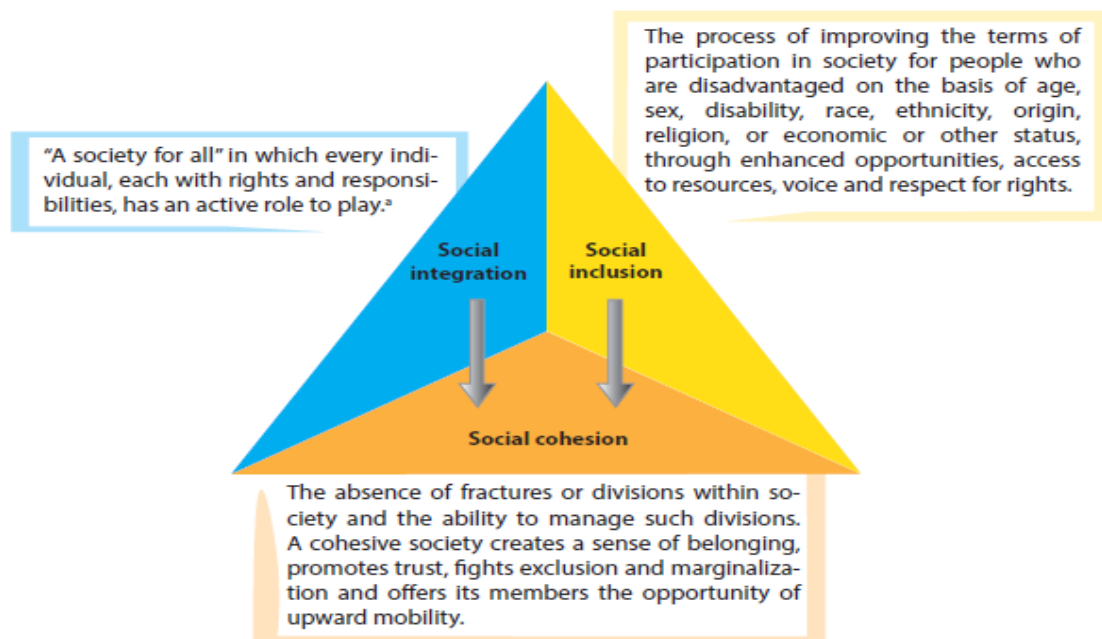 The process of improving the terms of
participation in society for people who
are disadvantaged on the basis of age,
sex, disability, race, ethnicity, origin,
religion, or economic or other status,
through enhanced opportunities, access
to resources, voice and respect for rights.
“A society for all” in which every indi-
vidual, each with rights and responsi-
bilities, has an active role to play.ª
Social
integration
Social
inclusion
Social cohesion
The absence of fractures or divisions within so-
ciety and the ability to manage such divisions.
A cohesive society creates a sense of belonging,
promotes trust, fights exclusion and marginaliza-
tion and offers its members the opportunity of
upward mobility.